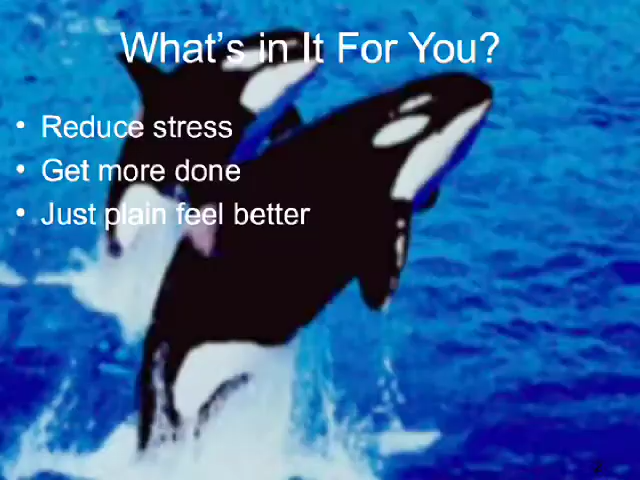 What's in It For You?
• Reduce stress
• Get more done
• Just plain feel better